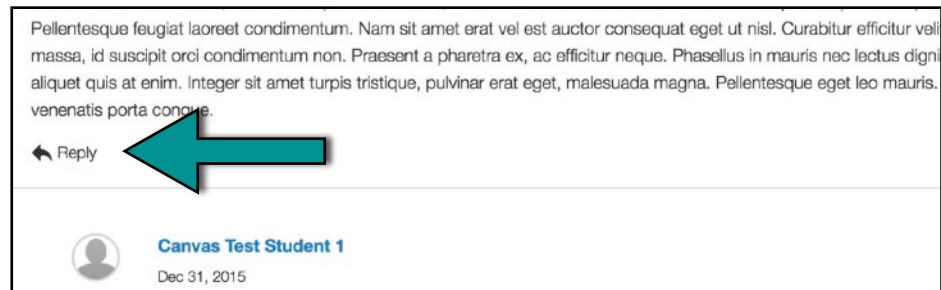 Pellentesque feugiat laoreet condimentum. Nam sit amet erat vel est auctor consequat eget ut nisl. Curabitur efficitur veli
massa, id suscipit orci condimentum non. Praesent a pharetra ex, ac efficitur neque. Phasellus in mauris nec lectus digni
aliquet quis at enim. Integer sit amet turpis tristique, pulvinar erat eget, malesuada magna. Pellentesque eget leo mauris.
venenatis porta congue.
Reply
Canvas Test Student 1
Dec 31, 2015